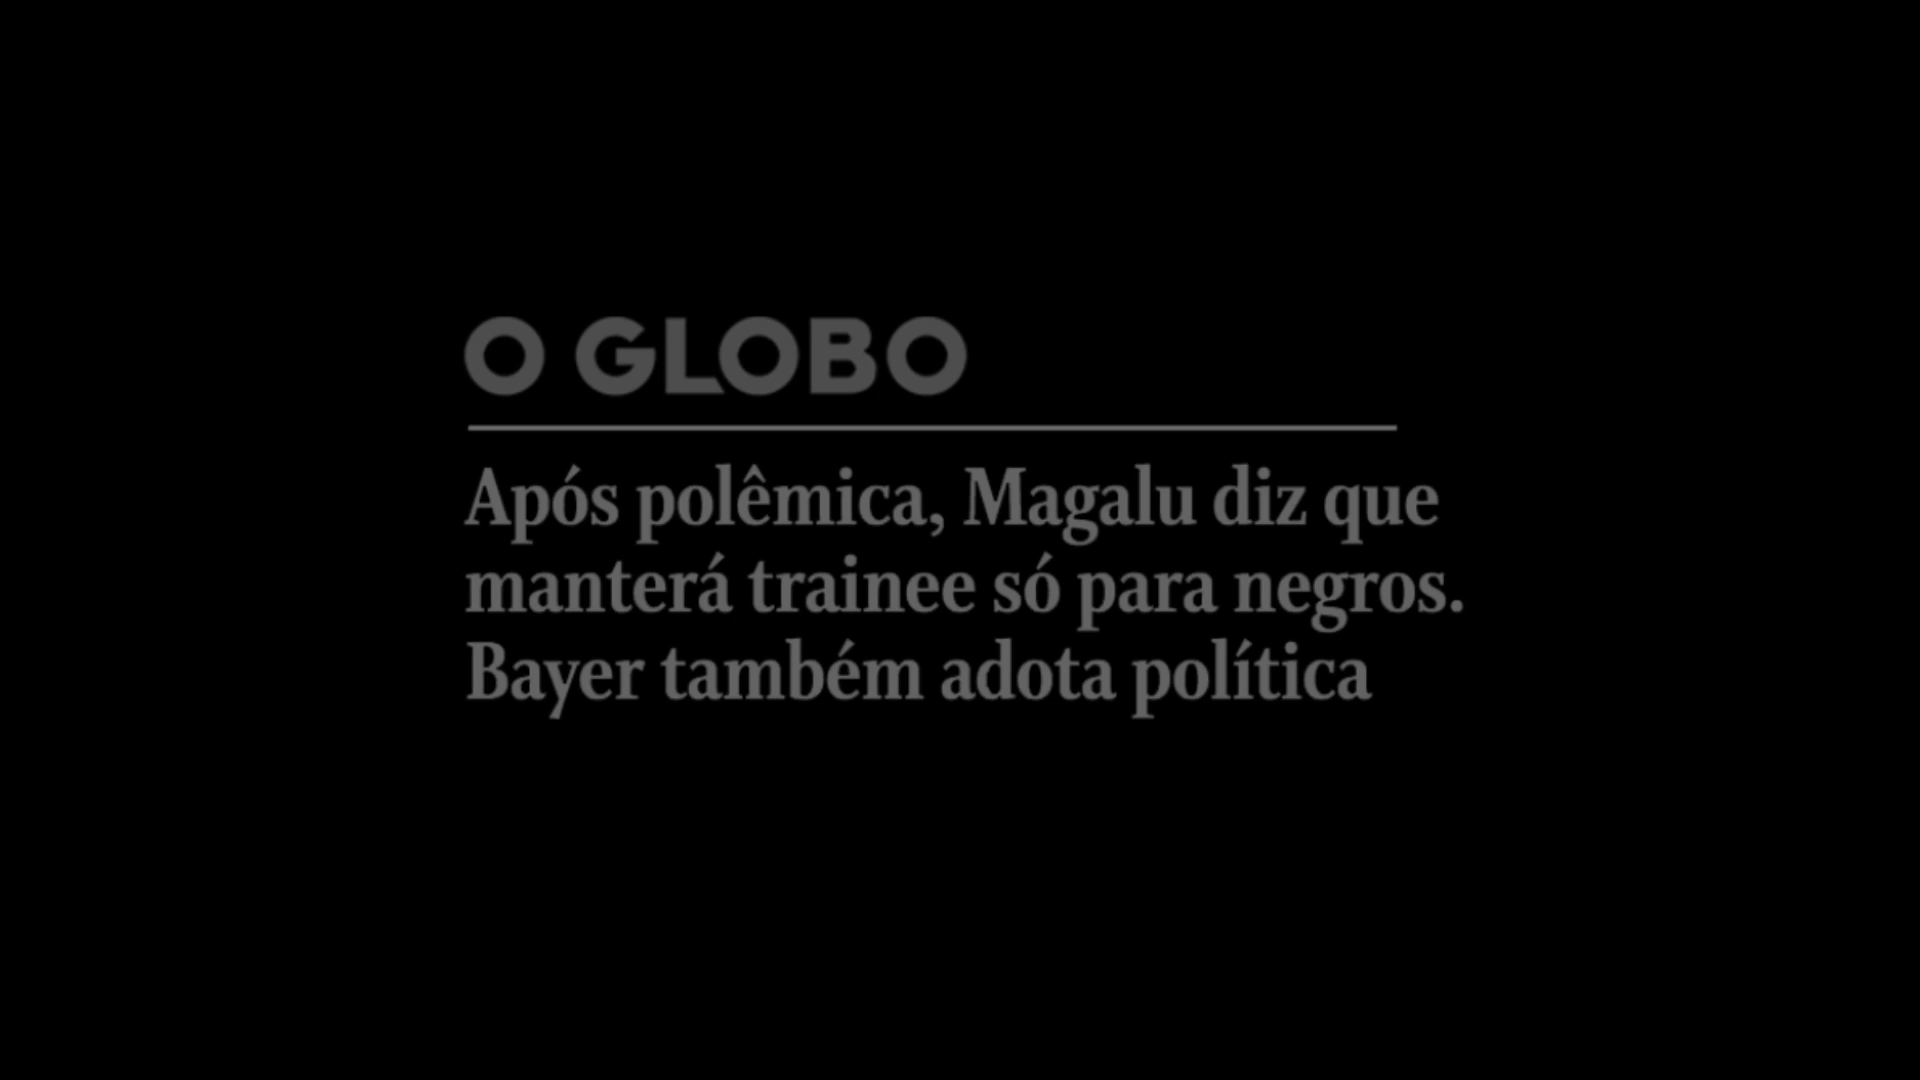 O GLOBO
Após polêmica, Magalu diz que
manterá trainee só para negros.
Bayer também adota política